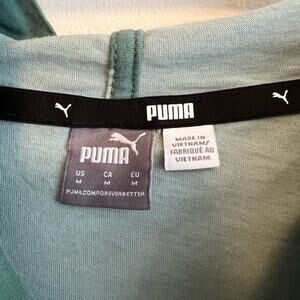 PUMA
PUMA
US CA EU
M M M
PUMA.COM/FOREVERBETTER
MADE IN
VIETNAM/
FABRIQUÉ AU
VIETNAM